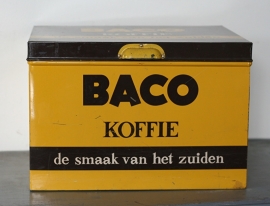 BACO
KOFFIE
de smaak van het zuiden